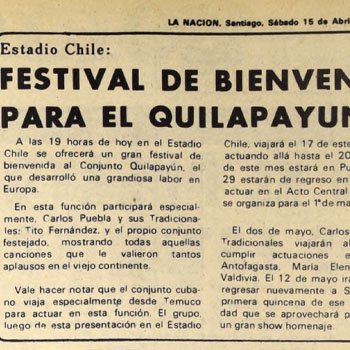 LA NACION, Santiago, Sábado 15 de Abri
Estadio Chile:
FESTIVAL DE BIENVEN
PARA EL QUILAPAYUN
A las 19 horas de hoy en el Estadio
Chile se ofrecerá un gran festival de
bienvenida al Conjunto Quilapayún, el
que desarrolló una grandiosa labor en
Europa.
En esta función participará especial-
mente, Carlos Puebla y sus Tradiciona-
les: Tito Fernández, y el propio conjunto
festejado, mostrando todas aquellas
canciones que le valieron tantos
aplausos en el viejo continente.
Vale hacer notar que el conjunto cuba-
no viaja especialmente desde Temuco
para actuar en esta función. El grupo,
luego de esta presentación en el Estadio
Chile, viajará el 17 de este
actuando allá hasta el 20
de este mes estará en Pu
29 estarán de regreso en
actuar en el Acto Central
se organiza para el 1º de ma
El dos de mayo, Carlos
Tradicionales viajarán al
cumplir actuaciones e
Antofagasta, María Elen
Valdivia. El 12 de mayo ira
regresar nuevamente a S
primera quincena de ese
dad que se aprovechará p
un gran show homenaje.